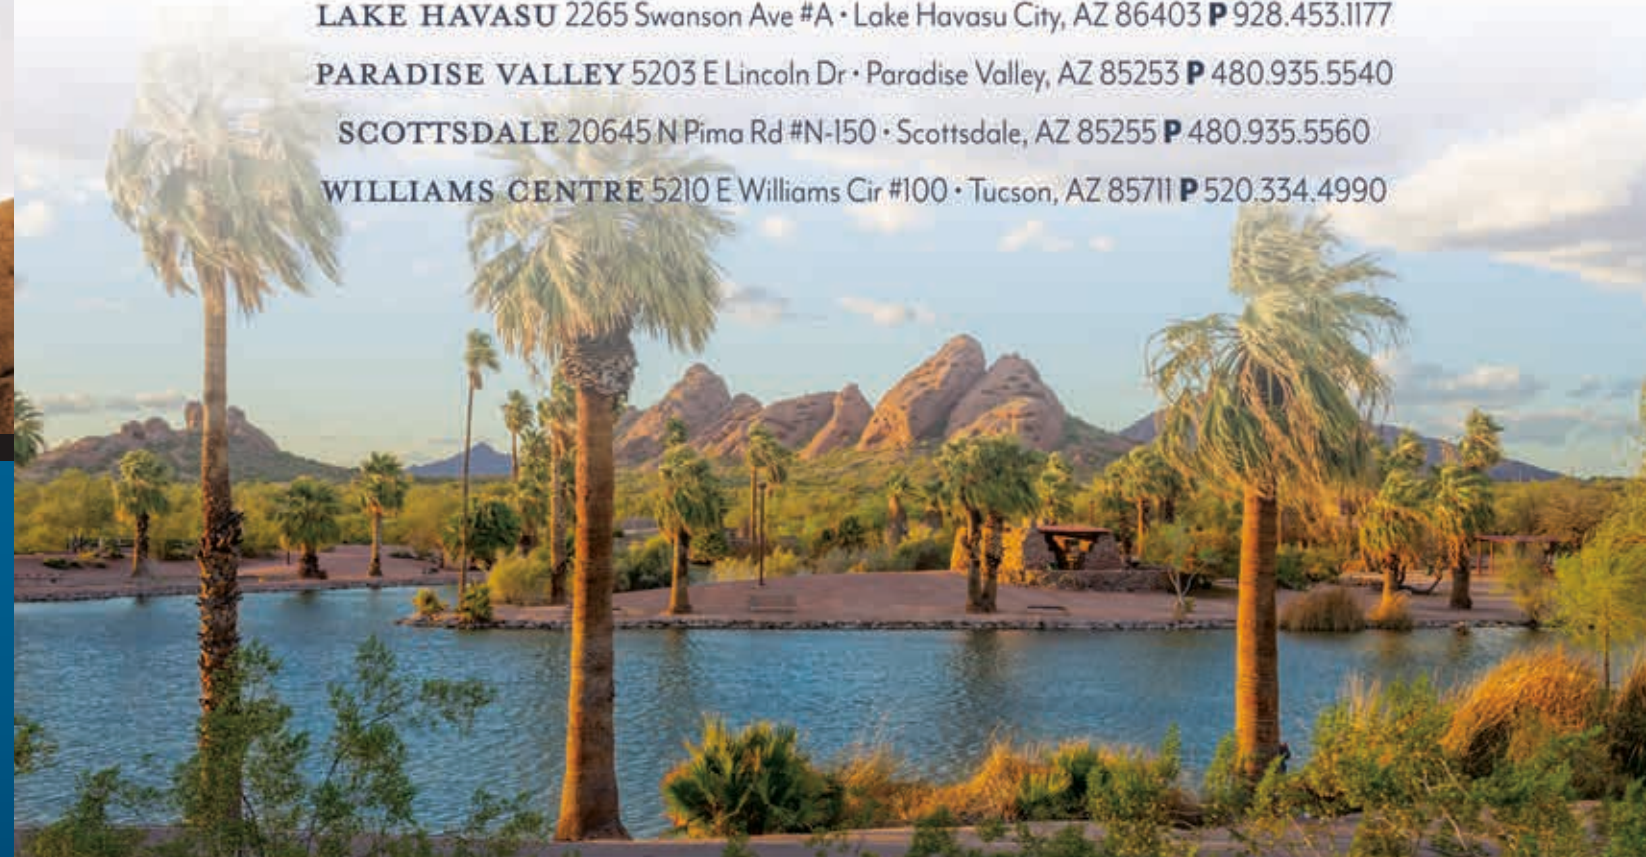 LAKE HAVASU 2265 Swanson Ave #A • Lake Havasu City, AZ 86403 P 928.453.1177
PARADISE VALLEY 5203 E Lincoln Dr • Paradise Valley, AZ 85253 P 480.935.5540
SCOTTSDALE 20645 N Pima Rd #N-150 • Scottsdale, AZ 85255 P 480.935.5560
WILLIAMS CENTRE 5210 E Williams Cir #100 • Tucson, AZ 85711 P 520.334.4990